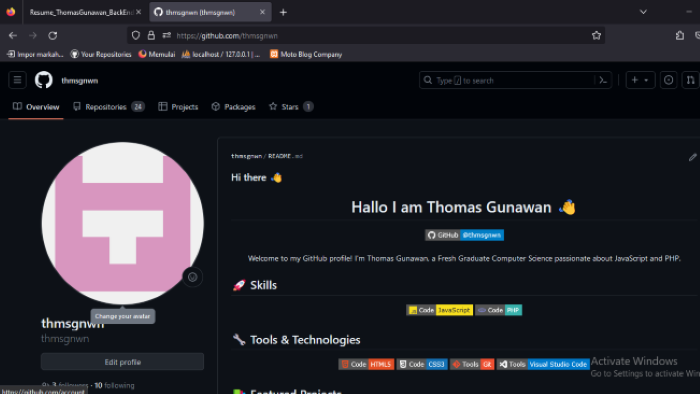 Resume_ThomasGunawan_BackEnd
thmsgnwn (thmsgnwn)
https://github.com/thmsgnwn
Impor markah...
Your Repositories
Memulai
localhost / 127.0.0.1 | ...
Moto Blog Company
thmsgnwn
Type / to search
Overview
Repositories 24
Projects
Packages
Stars 1
thmsgnwn / README.md
Hi there 👋
Hallo I am Thomas Gunawan 👋
GitHub @thmsgnwn
Welcome to my GitHub profile! I'm Thomas Gunawan, a Fresh Graduate Computer Science passionate about JavaScript and PHP.
🚀 Skills
Code JavaScript
Code PHP
🔧 Tools & Technologies
Code HTML5
Code CSS3
Tools Git
Tools Visual Studio Code
Featured Projects
Change your avatar
thmsgnwn
thmsgnwn
Edit profile
3 followers · 10 following
https://github.com/account
Activate Windows
Go to Settings to activate Win